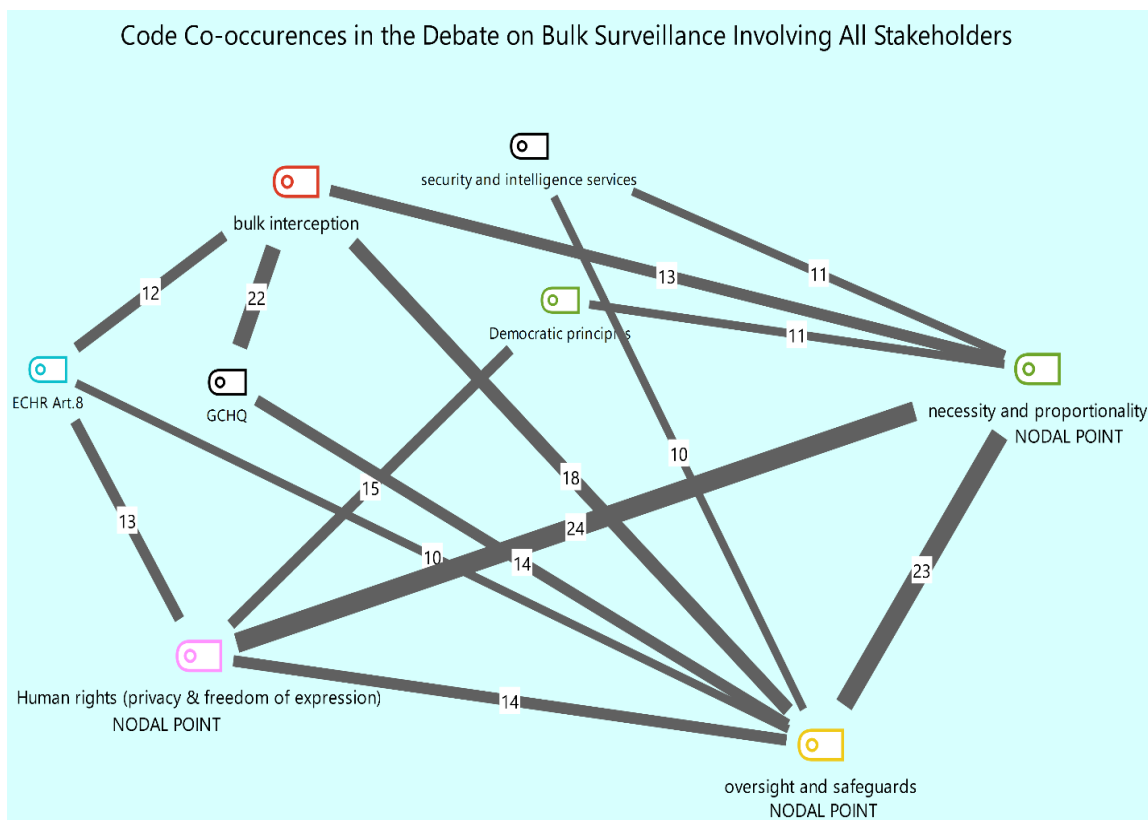 Code Co-occurences in the Debate on Bulk Surveillance Involving All Stakeholders
security and intelligence services
bulk interception
13
11
12
22
Democratic principles
11
ECHR Art.8
GCHQ
necessity and proportionality
NODAL POINT
10
18
15
24
13
10
14
23
Human rights (privacy & freedom of expression)
NODAL POINT
14
oversight and safeguards
NODAL POINT